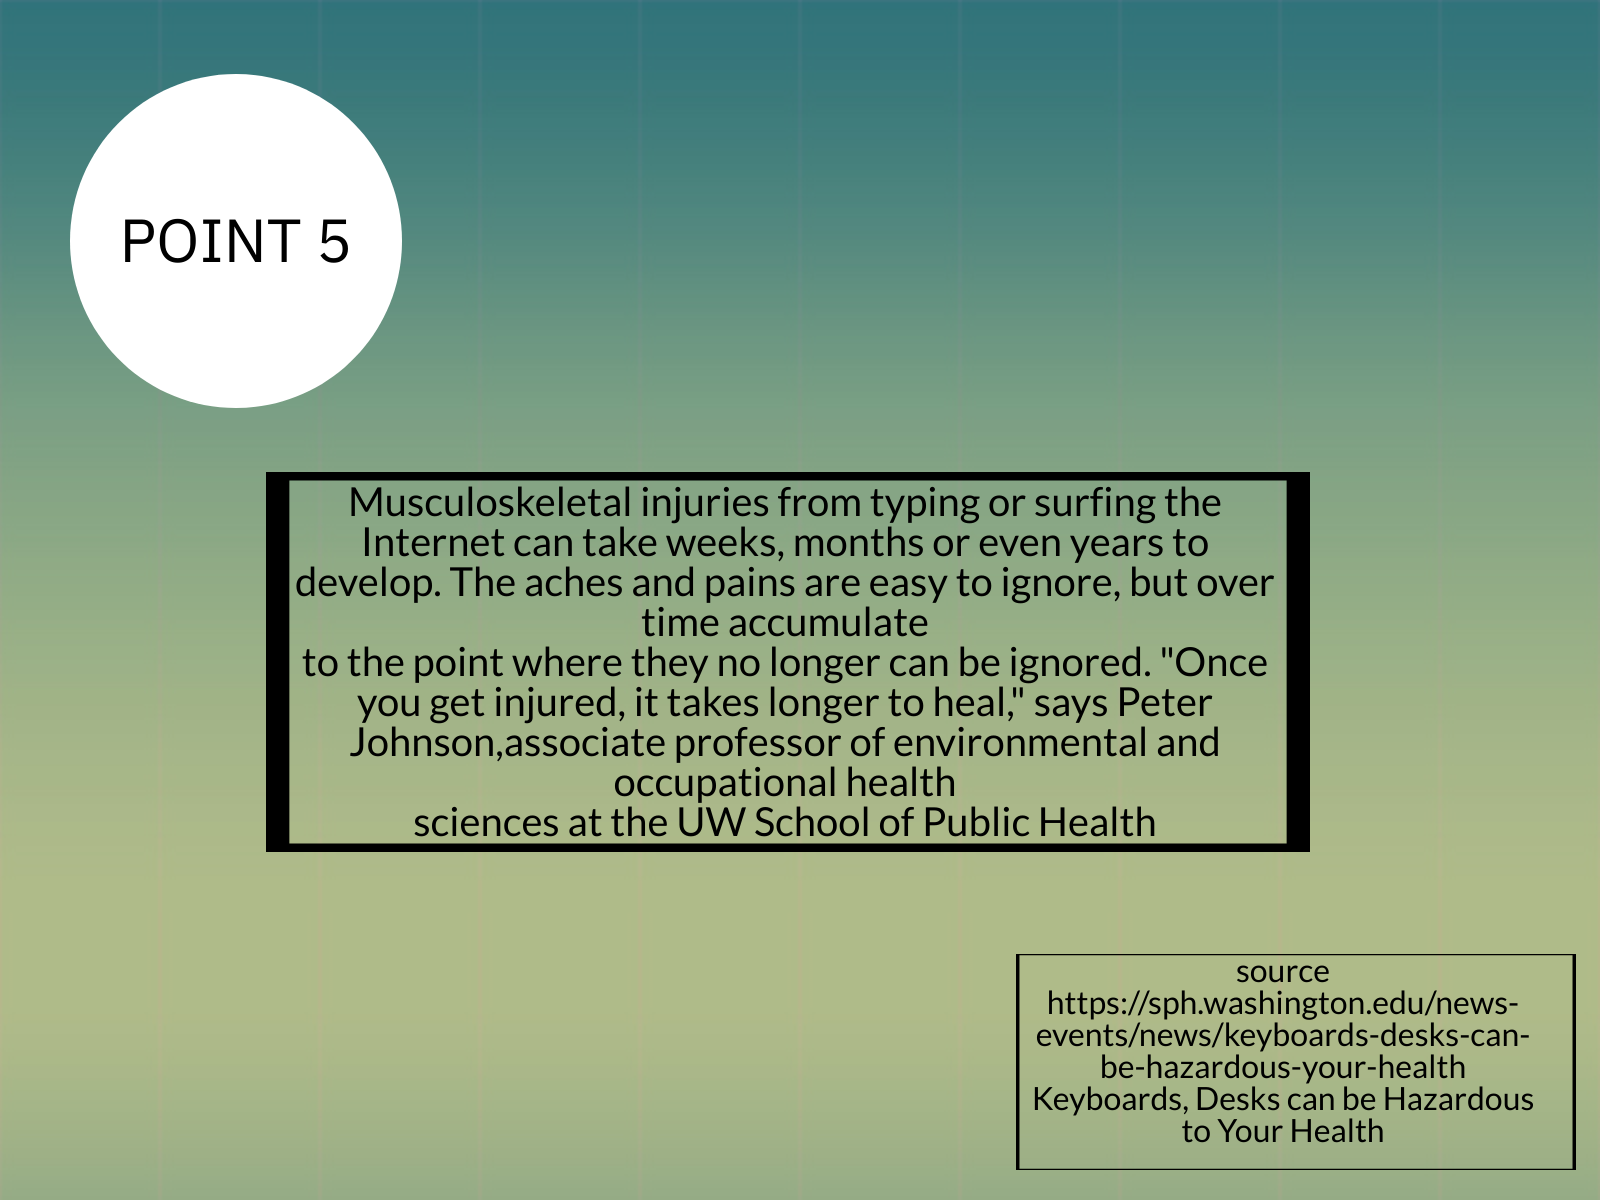 POINT 5
Musculoskeletal injuries from typing or surfing the
Internet can take weeks, months or even years to
develop. The aches and pains are easy to ignore, but over
time accumulate
to the point where they no longer can be ignored. "Once
you get injured, it takes longer to heal," says Peter
Johnson,associate professor of environmental and
occupational health
sciences at the UW School of Public Health
source
https://sph.washington.edu/news-
events/news/keyboards-desks-can-
be-hazardous-your-health
Keyboards, Desks can be Hazardous
to Your Health